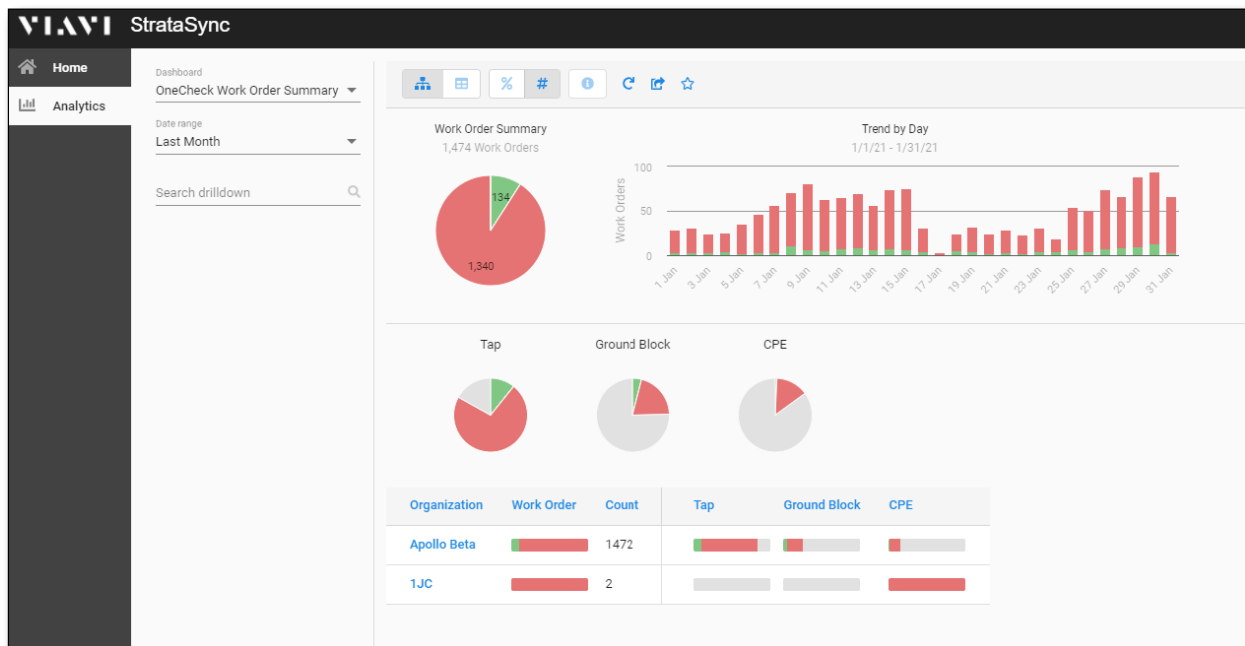 VIAVI StrataSync
Home
Analytics
Dashboard
OneCheck Work Order Summary
Date range
Last Month
Search drilldown
% #
Work Order Summary
1,474 Work Orders
134
1,340
Trend by Day
1/1/21 - 1/31/21
Work Orders
100
50
0
1 Jan 3 Jan 5 Jan 7 Jan 9 Jan 11 Jan 13 Jan 15 Jan 17 Jan 19 Jan 21 Jan 23 Jan 25 Jan 27 Jan 29 Jan 31 Jan
Tap Ground Block CPE
Organization Work Order Count Tap Ground Block CPE
Apollo Beta 1472
1JC 2